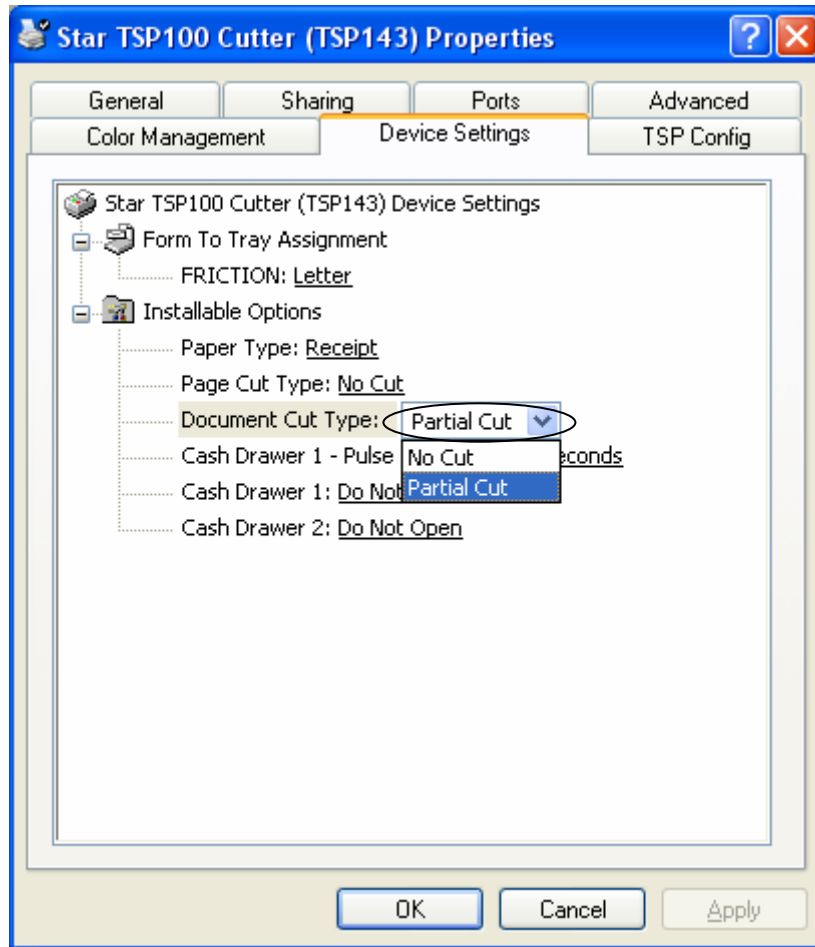 Star TSP100 Cutter (TSP143) Properties
General Sharing Ports Advanced
Color Management Device Settings TSP Config
Star TSP100 Cutter (TSP143) Device Settings
Form To Tray Assignment
FRICTION: Letter
Installable Options
Paper Type: Receipt
Page Cut Type: No Cut
Document Cut Type: Partial Cut
Cash Drawer 1 - Pulse No Cut econds
Cash Drawer 1: Do Not Partial Cut
Cash Drawer 2: Do Not Open
OK Cancel Apply